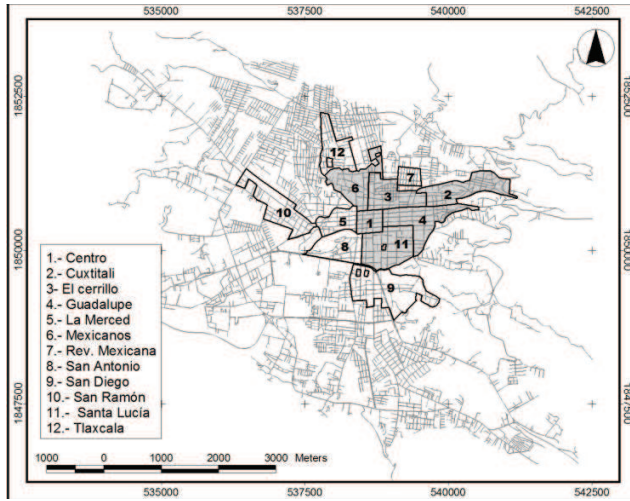 535000 537500 540000 542500
1852500 1852500
12
7
6
3
2
10
5
1
4
8
11
1850000 1850000
9
1.- Centro
2.- Cuxtitali
3- El cerrillo
4.- Guadalupe
5.- La Merced
6.- Mexicanos
7.- Rev. Mexicana
8.- San Antonio
9.- San Diego
10.- San Ramón
11.- Santa Lucía
12.- Tlaxcala
1847500 1847500
1000 0 1000 2000 3000 Meters
535000 537500 540000 542500